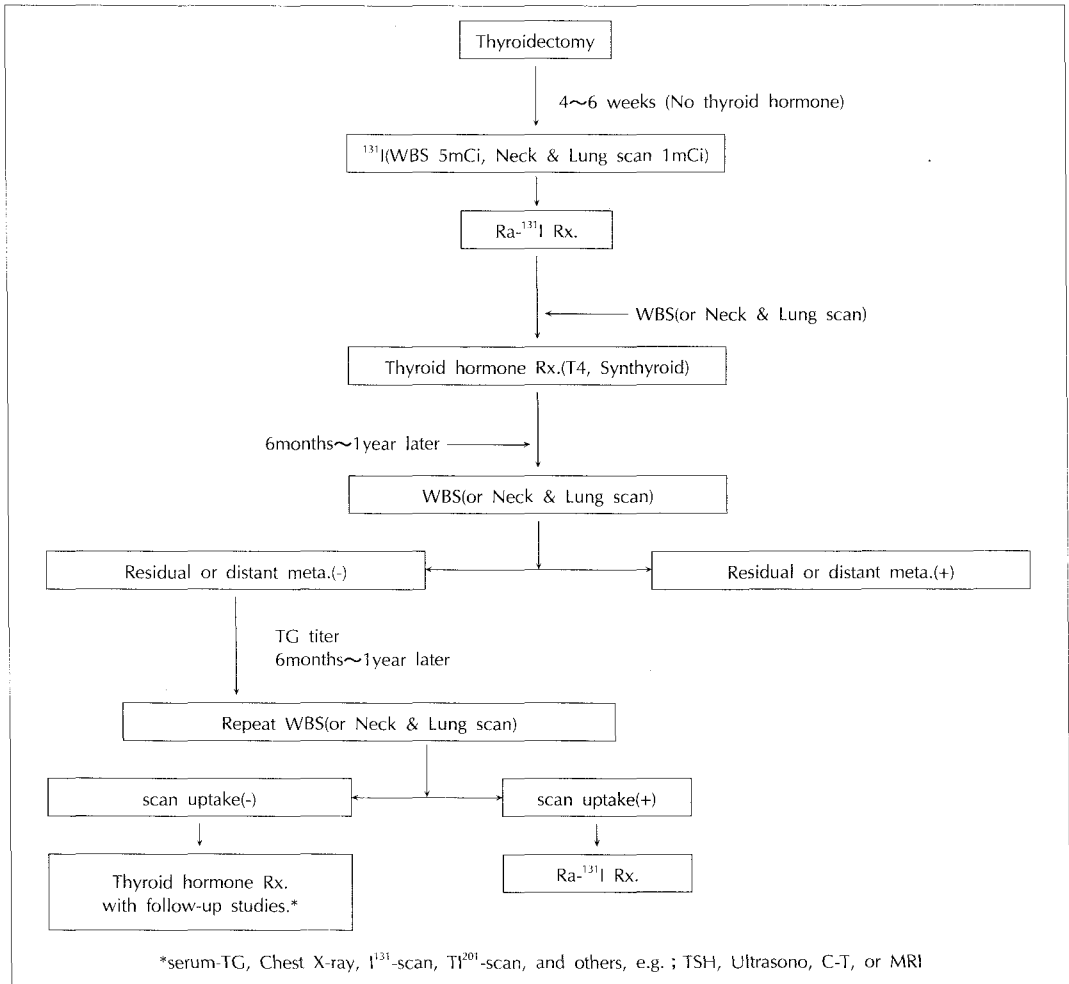 Thyroidectomy
4~6 weeks (No thyroid hormone)
¹³¹I(WBS 5mCi, Neck & Lung scan 1mCi)
Ra-¹³¹I Rx.
WBS(or Neck & Lung scan)
Thyroid hormone Rx.(T4, Synthyroid)
6months~1year later
WBS(or Neck & Lung scan)
Residual or distant meta.(-)
Residual or distant meta.(+)
TG titer
6months~1year later
Repeat WBS(or Neck & Lung scan)
scan uptake(-)
scan uptake(+)
Thyroid hormone Rx.
with follow-up studies.*
Ra-¹³¹I Rx.
*serum-TG, Chest X-ray, I¹³¹-scan, Tl²⁰¹-scan, and others, e.g. ; TSH, Ultrasono, C-T, or MRI